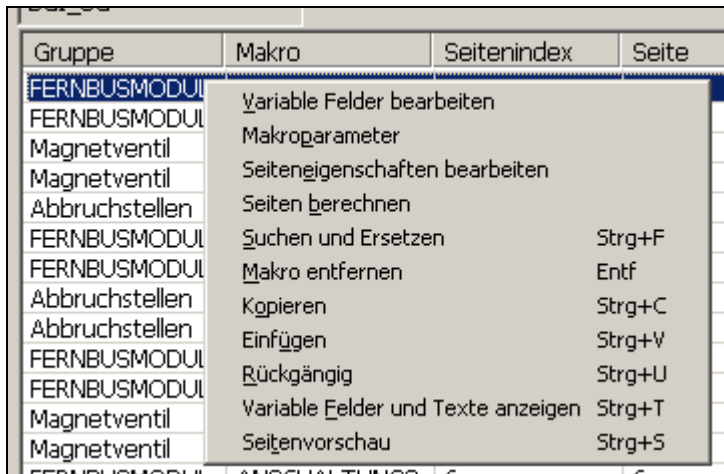 Gruppe Makro Seitenindex Seite
FERNBUSMODUL
FERNBUSMODUL
Magnetventil
Magnetventil
Abbruchstellen
FERNBUSMODUL
FERNBUSMODUL
Abbruchstellen
Abbruchstellen
FERNBUSMODUL
FERNBUSMODUL
Magnetventil
Magnetventil
Variable Felder bearbeiten
Makroparameter
Seiteneigenschaften bearbeiten
Seiten berechnen
Suchen und Ersetzen Strg+F
Makro entfernen Entf
Kopieren Strg+C
Einfügen Strg+V
Rückgängig Strg+U
Variable Felder und Texte anzeigen Strg+T
Seitenvorschau Strg+S